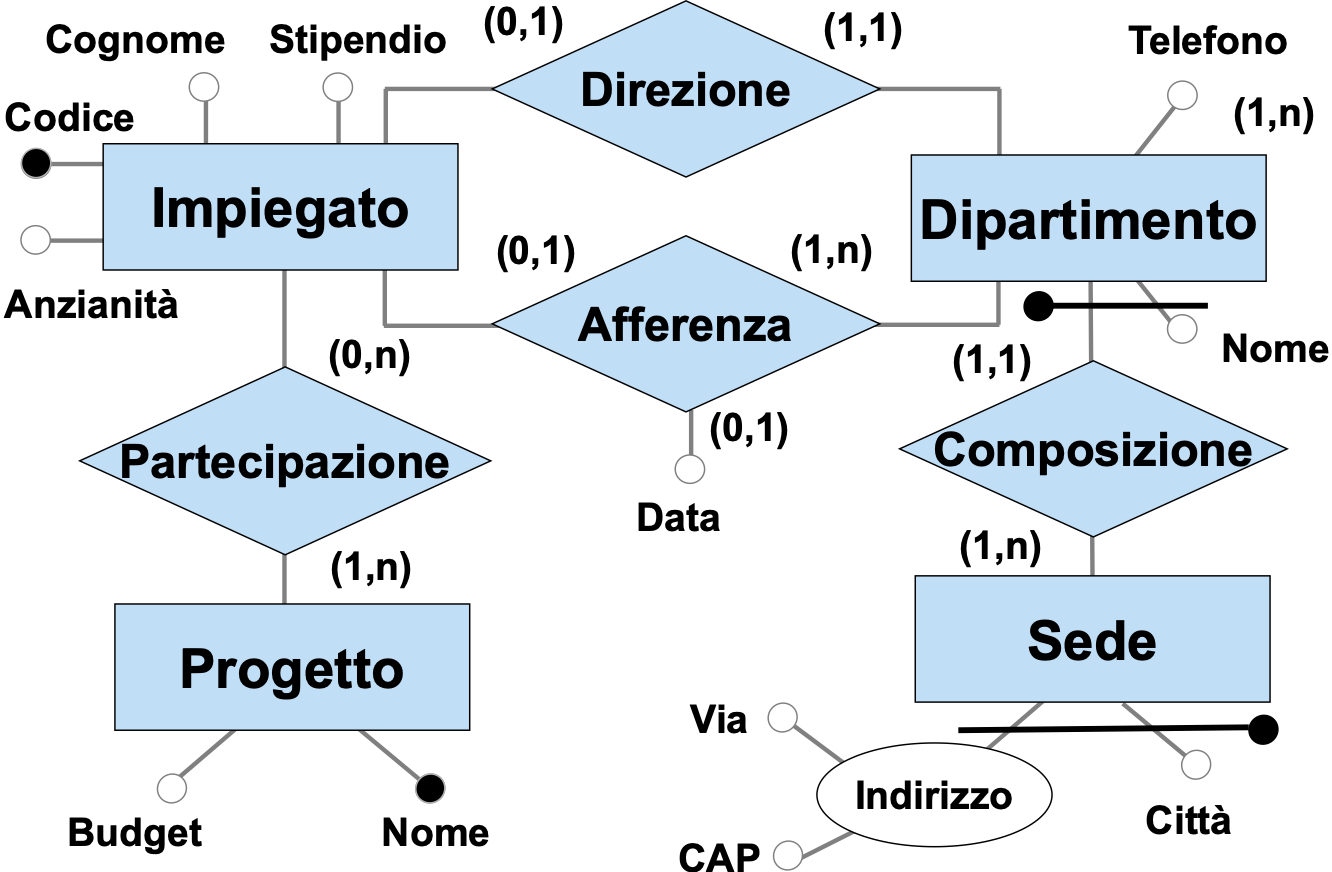 (0,1)
(1,1)
Cognome
Stipendio
Telefono
Direzione
Codice
(1,n)
Impiegato
Dipartimento
(0,1)
(1,n)
Anzianità
Afferenza
(0,n)
(1,1)
Nome
(0,1)
Partecipazione
Composizione
Data
(1,n)
(1,n)
Progetto
Sede
Via
Indirizzo
Città
Budget
Nome
CAP